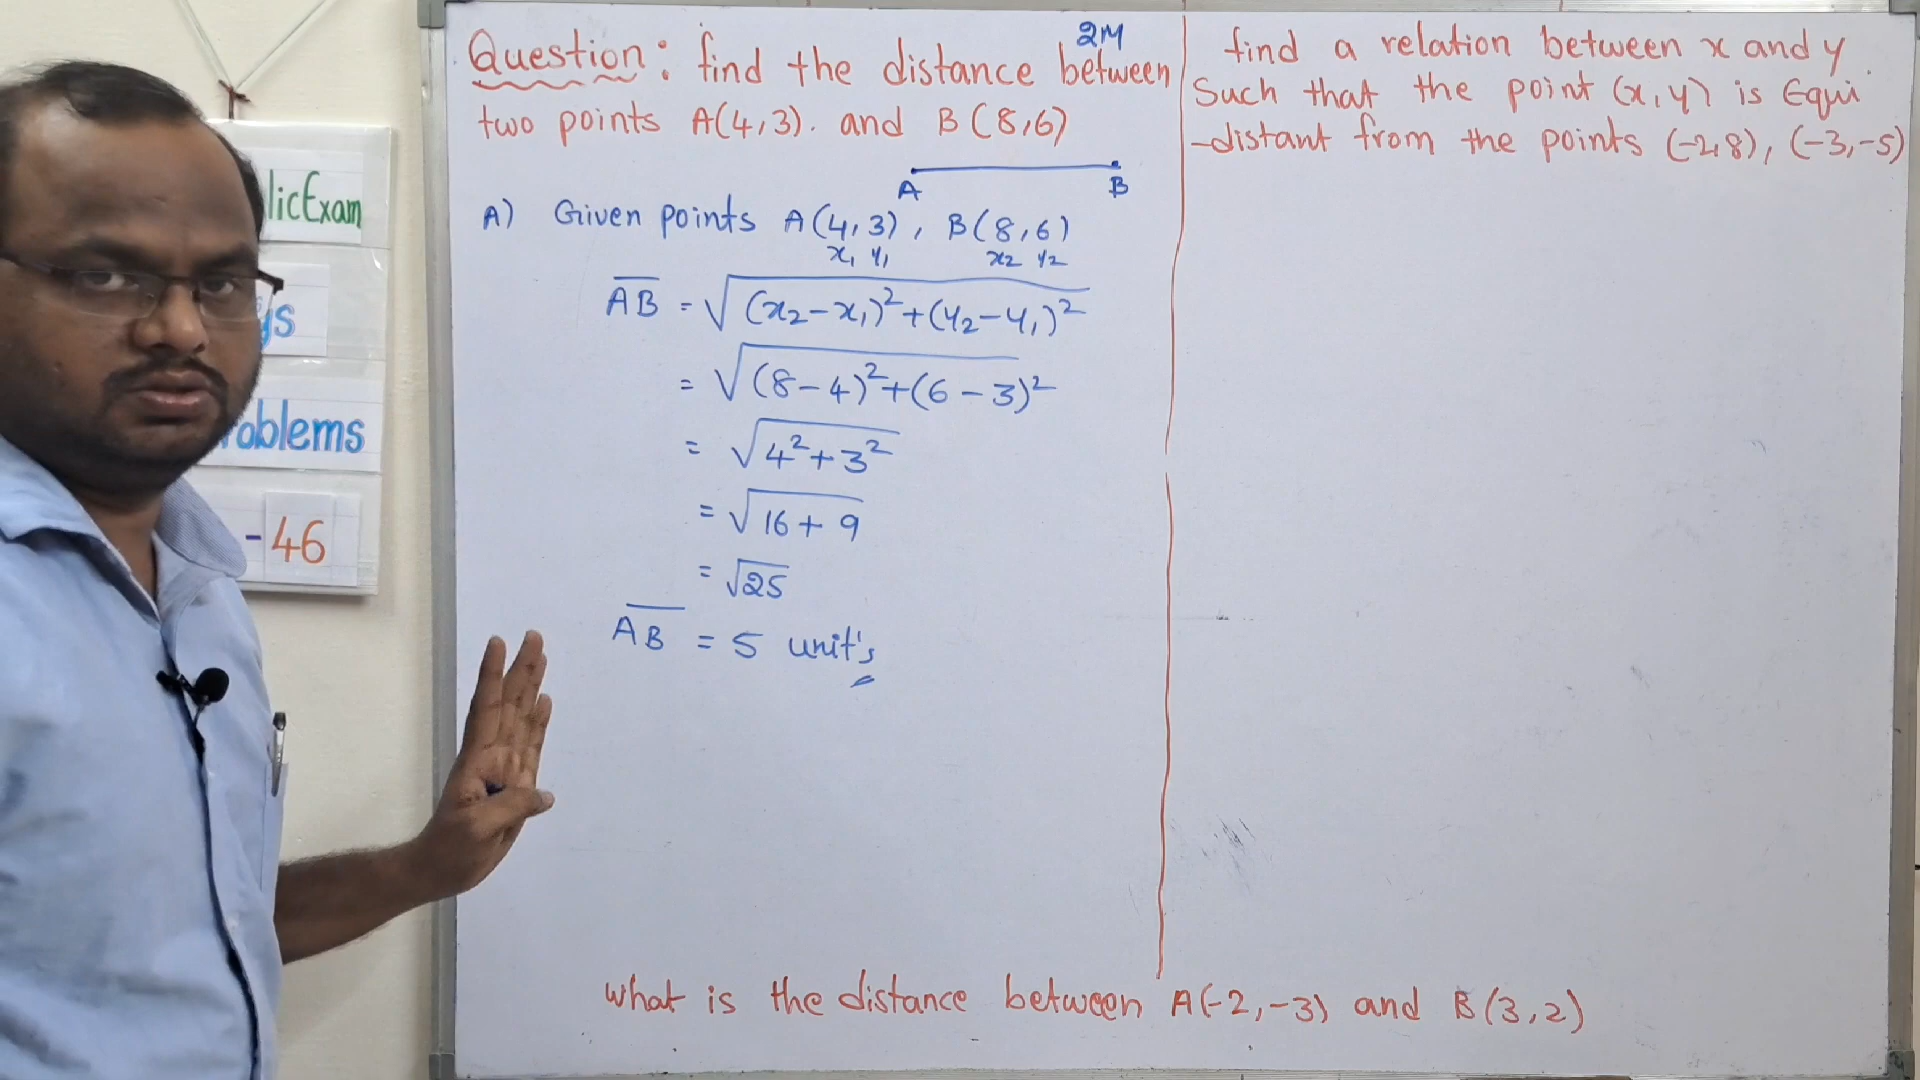 licExam
ys
oblems
-46
2M
Question: find the distance between
two points A(4,3). and B(8,6)
A B
A) Given points A(4,3), B(8,6)
x₁ y₁ x₂ y₂
A̅B̅ = √(x₂-x₁)²+(y₂-y₁)²
= √(8-4)²+(6-3)²
= √4²+3²
= √16+9
= √25
A̅B̅ = 5 unit's
find a relation between x and y
Such that the point (x,y) is Equi
-distant from the points (-2,8), (-3,-5)
what is the distance between A(-2,-3) and B(3,2)